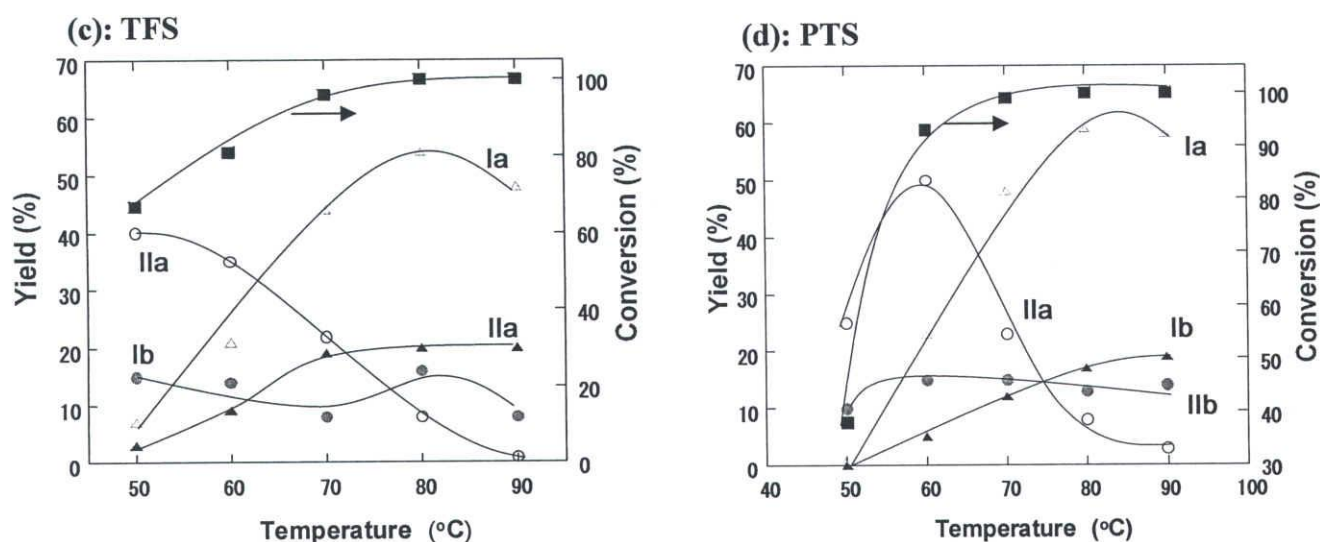 (c): TFS
70
60
50
40
30
20
10
0
Yield (%)
100
80
60
40
20
0
Conversion (%)
Ia
IIa
IIa
Ib
50 60 70 80 90
Temperature (°C)
(d): PTS
70
60
50
40
30
20
10
0
Yield (%)
100
90
80
70
60
50
40
30
Conversion (%)
Ia
IIa
Ib
IIb
40 50 60 70 80 90 100
Temperature (°C)